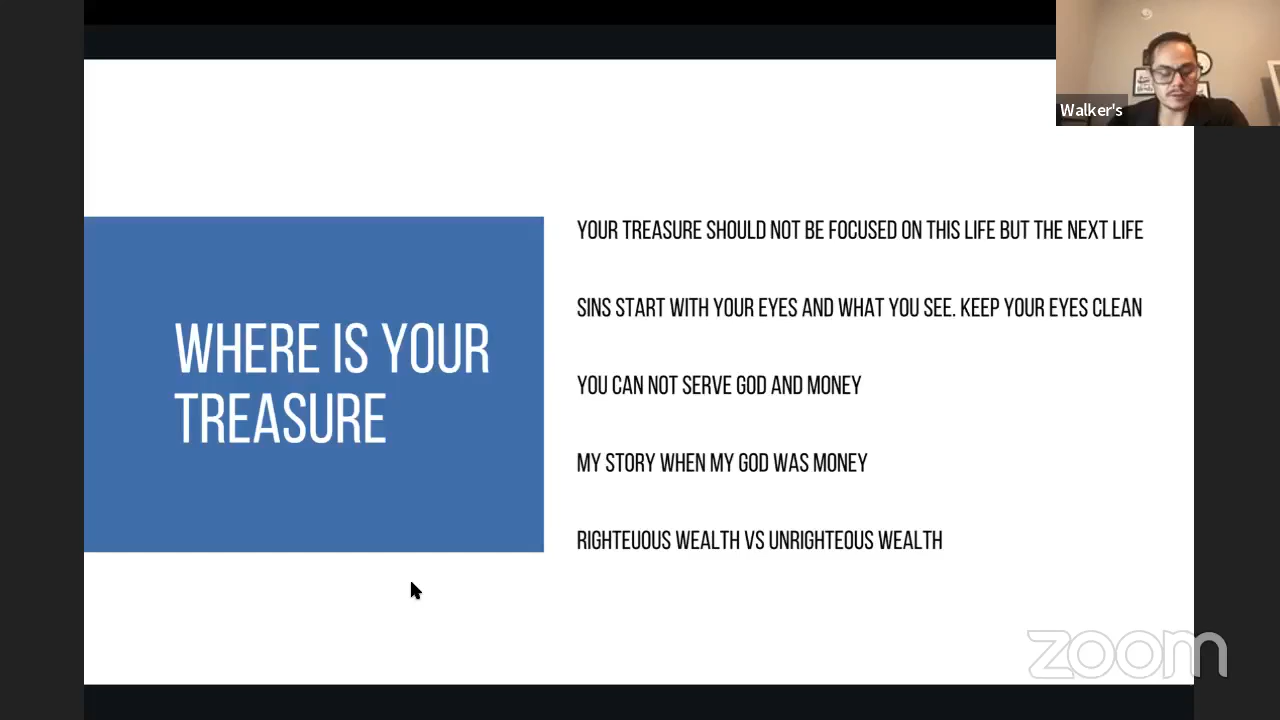 Walker's
WHERE IS YOUR
TREASURE
YOUR TREASURE SHOULD NOT BE FOCUSED ON THIS LIFE BUT THE NEXT LIFE
SINS START WITH YOUR EYES AND WHAT YOU SEE. KEEP YOUR EYES CLEAN
YOU CAN NOT SERVE GOD AND MONEY
MY STORY WHEN MY GOD WAS MONEY
RIGHTEUOUS WEALTH VS UNRIGHTEOUS WEALTH
zoom